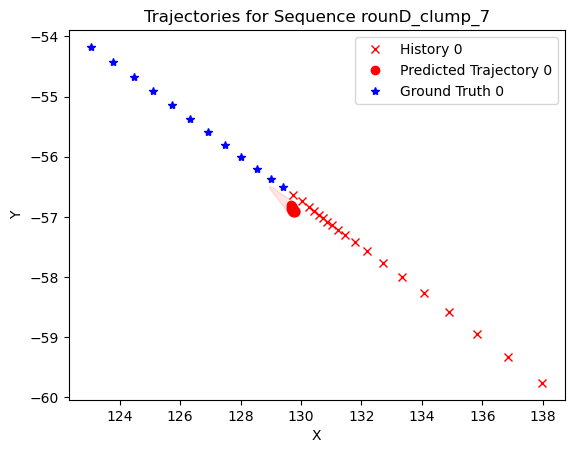 Trajectories for Sequence rounD_clump_7
History 0
Predicted Trajectory 0
Ground Truth 0
−54
−55
−56
−57
−58
−59
−60
Y
124 126 128 130 132 134 136 138
X